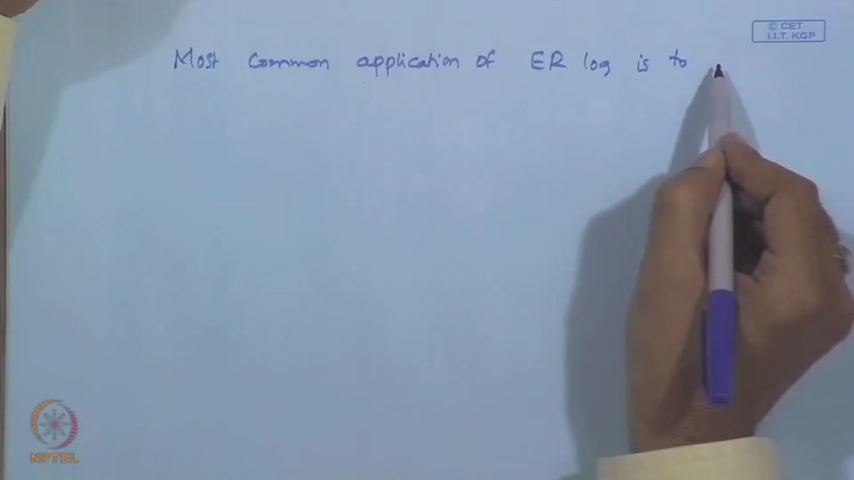 © CET
I.I.T. KGP
Most common application of ER log is to
NPTEL